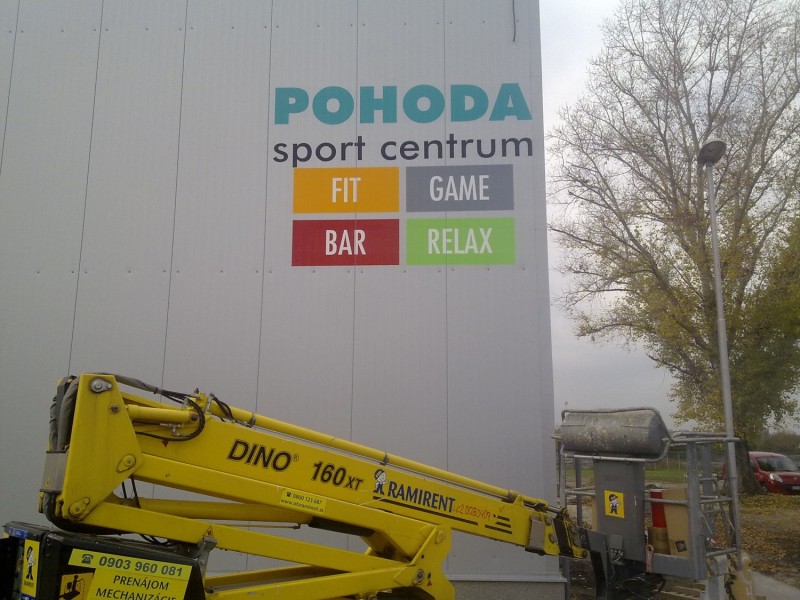 POHODA
sport centrum
FIT GAME
BAR RELAX
DINO® 160XT
RAMIRENT
0903 960 081
PRENÁJOM
MECHANIZÁCIE